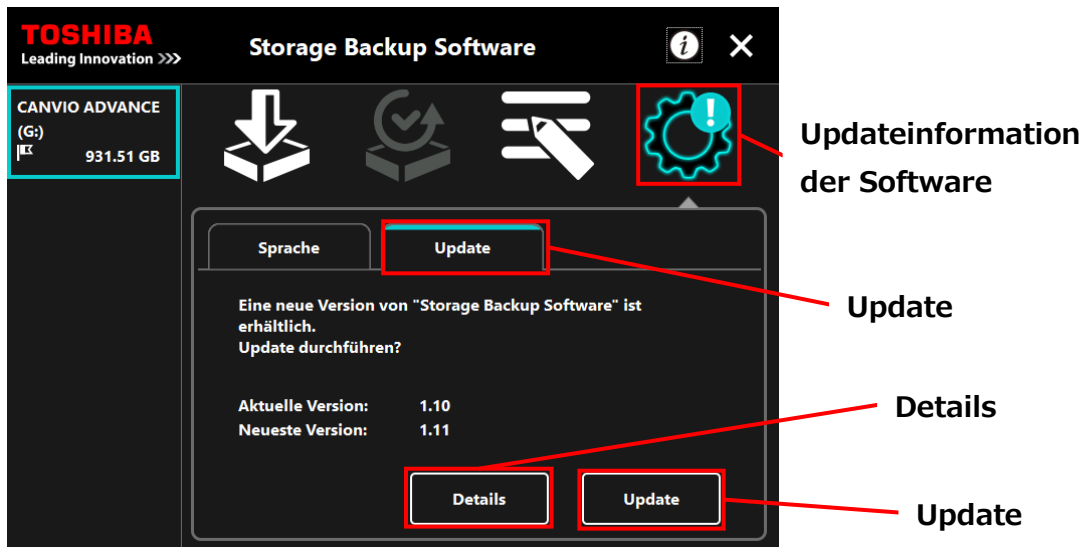 TOSHIBA
Leading Innovation >>>
Storage Backup Software
i
CANVIO ADVANCE
(G:)
931.51 GB
!
Updateinformation
der Software
Sprache
Update
Eine neue Version von "Storage Backup Software" ist
erhältlich.
Update durchführen?
Update
Aktuelle Version: 1.10
Neueste Version: 1.11
Details
Details
Update
Update